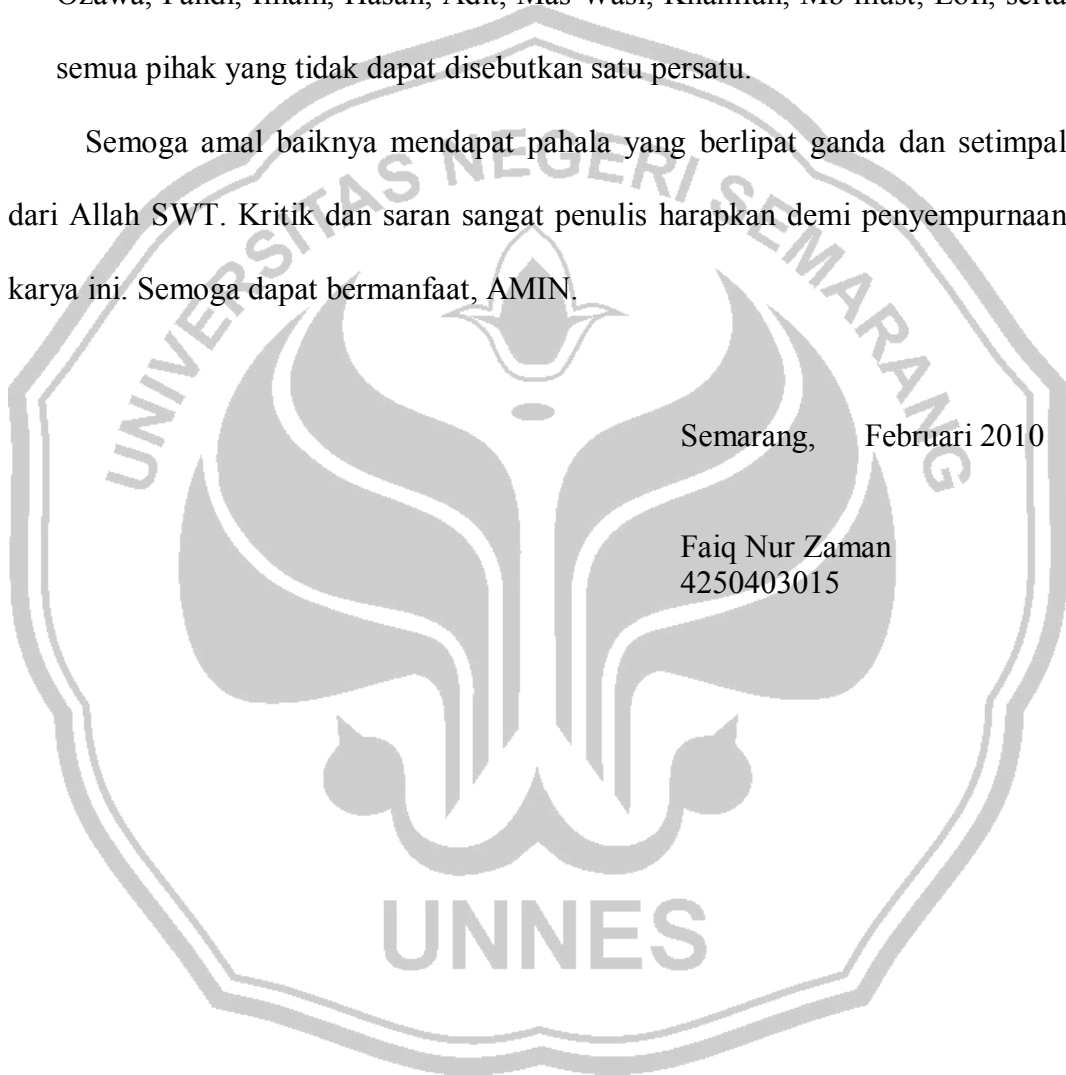 semua pihak yang tidak dapat disebutkan satu persatu.
Semoga amal baiknya mendapat pahala yang berlipat ganda dan setimpal
dari Allah SWT. Kritik dan saran sangat penulis harapkan demi penyempurnaan
karya ini. Semoga dapat bermanfaat, AMIN.
Semarang, Februari 2010
Faiq Nur Zaman
4250403015
UNIVERSITAS NEGERI SEMARANG
UNNES